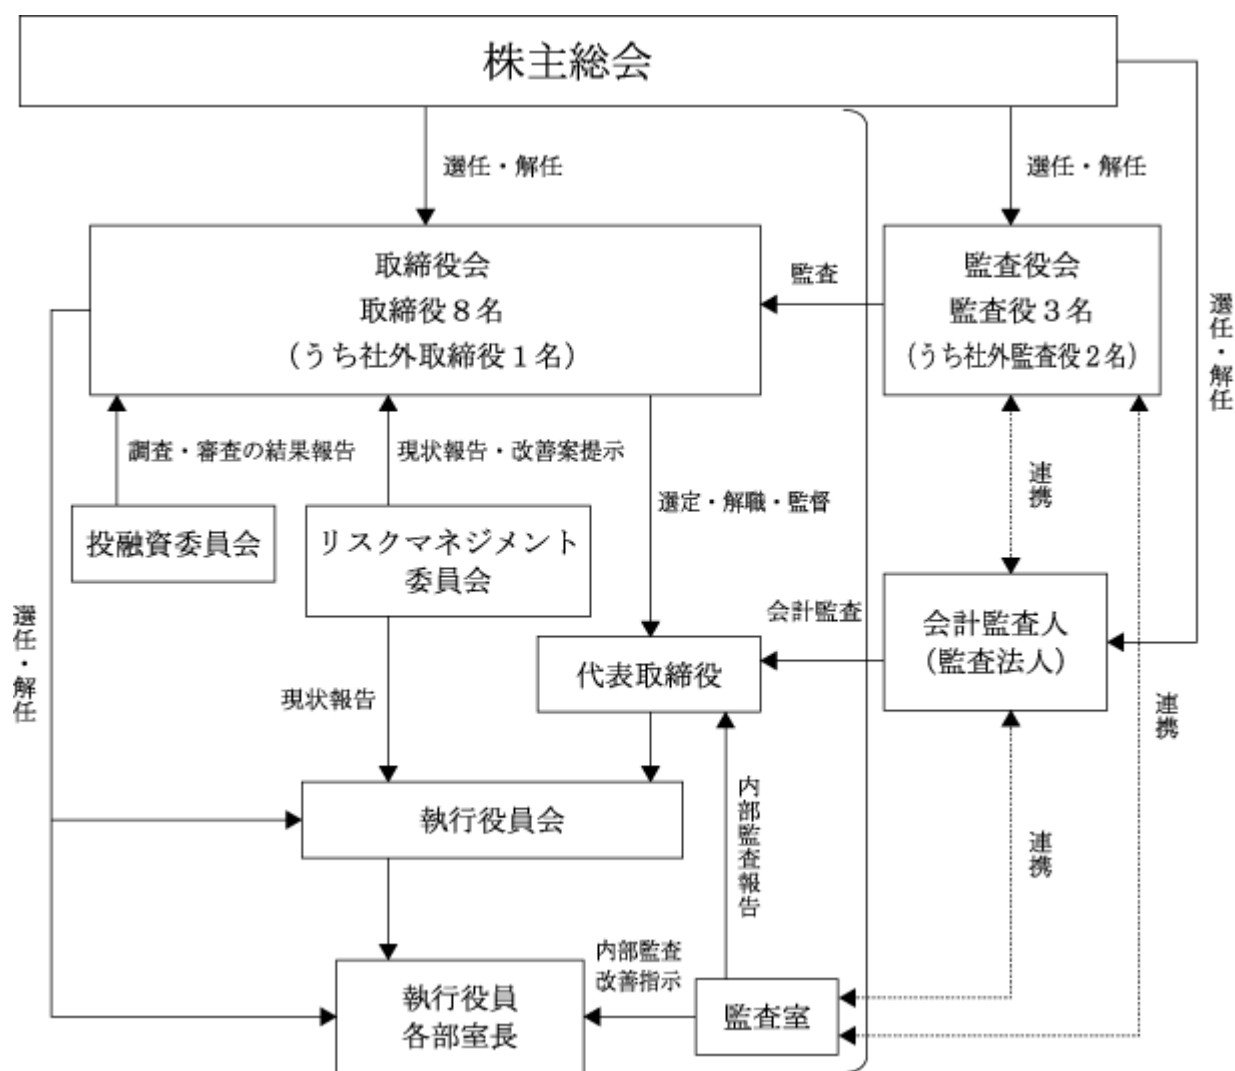 株主総会
選任・解任
選任・解任
取締役会
取締役８名
（うち社外取締役１名）
監査
監査役会
監査役３名
（うち社外監査役２名）
選任・解任
調査・審査の結果報告
現状報告・改善案提示
選定・解職・監督
連携
投融資委員会
リスクマネジメント
委員会
会計監査
会計監査人
（監査法人）
選任・解任
代表取締役
現状報告
連携
執行役員会
内部監査報告
連携
内部監査
改善指示
執行役員
各部室長
監査室